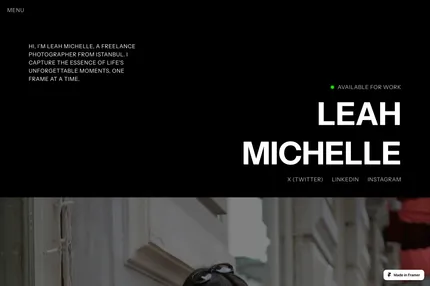 MENU
HI, I'M LEAH MICHELLE, A FREELANCE
PHOTOGRAPHER FROM ISTANBUL. I
CAPTURE THE ESSENCE OF LIFE'S
UNFORGETTABLE MOMENTS, ONE
FRAME AT A TIME.
AVAILABLE FOR WORK
LEAH
MICHELLE
X (TWITTER) LINKEDIN INSTAGRAM
Made in Framer